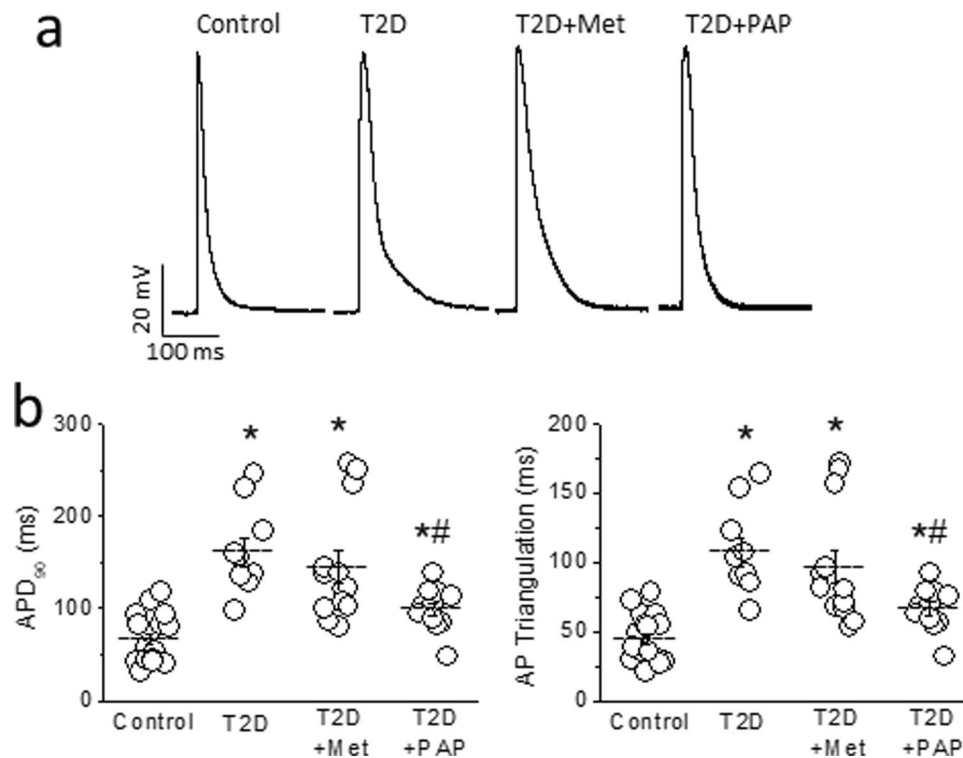 a
Control T2D T2D+Met T2D+PAP
20 mV
100 ms
b
300
200
100
0
APD90 (ms)
* * *#
Control T2D T2D +Met T2D +PAP
200
150
100
50
0
AP Triangulation (ms)
* * *#
Control T2D T2D +Met T2D +PAP